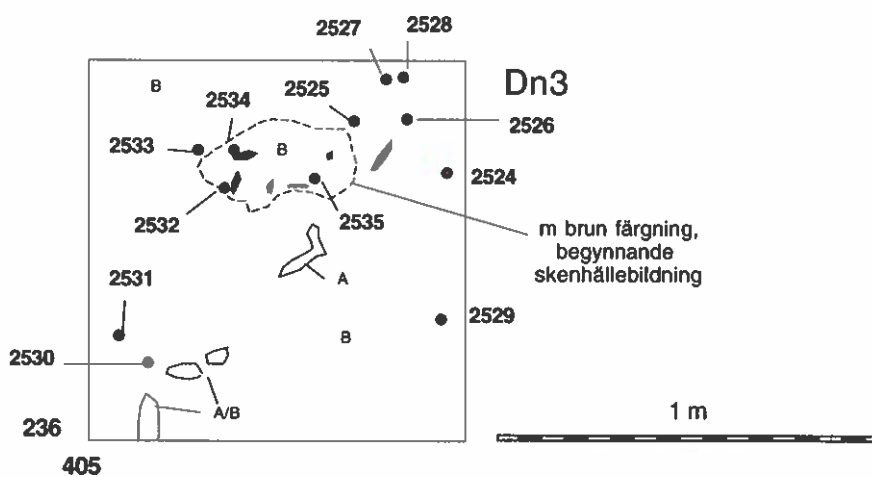 2527
2528
B
2534
2525
Dn3
2526
2533
B
2524
2532
2535
m brun färgning,
begynnande
skenhällebildning
A
2531
2529
B
2530
A/B
236
1 m
405